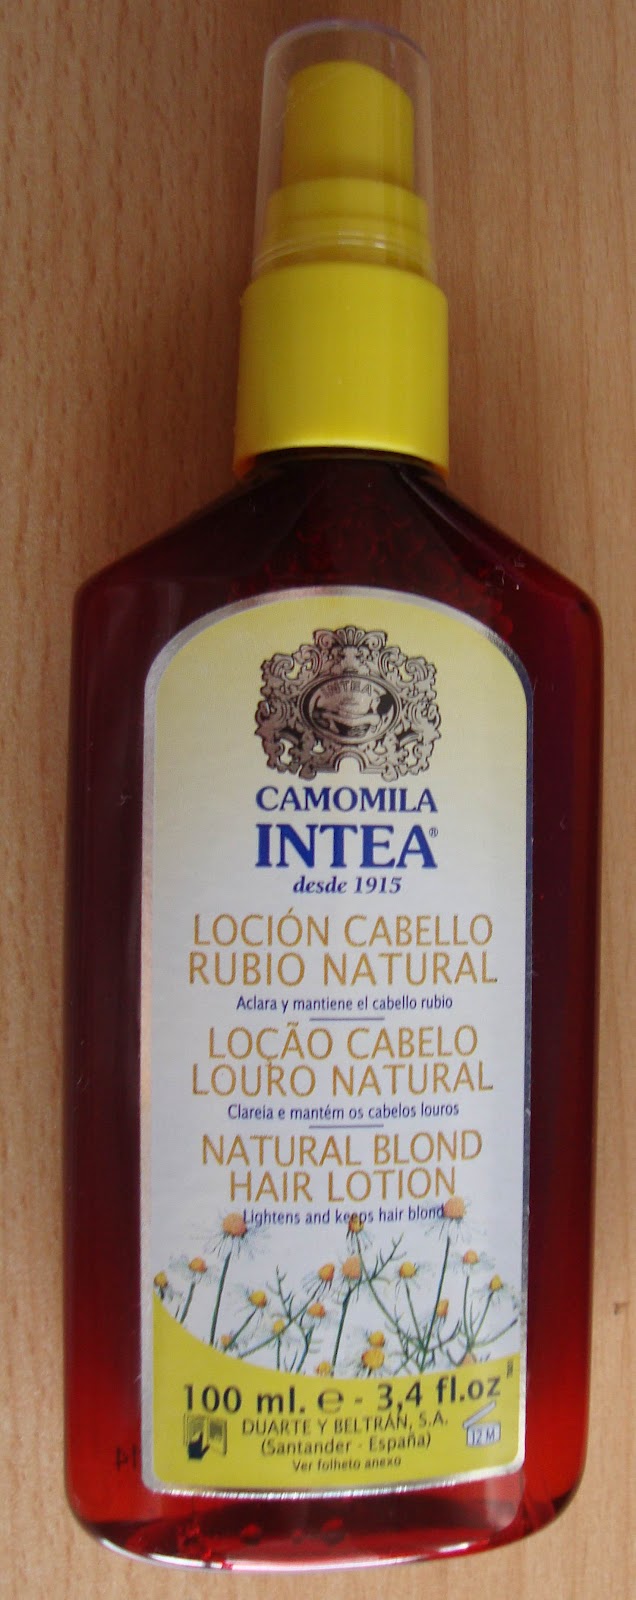 INTEA
CAMOMILA
INTEA®
desde 1915
LOCIÓN CABELLO
RUBIO NATURAL
Aclara y mantiene el cabello rubio
LOÇÃO CABELO
LOURO NATURAL
Clareia e mantém os cabelos louros
NATURAL BLOND
HAIR LOTION
Lightens and keeps hair blond
100 ml. e - 3,4 fl.oz
DUARTE Y BELTRÁN, S.A.
(Santander - España)
Ver folheto anexo
12 M